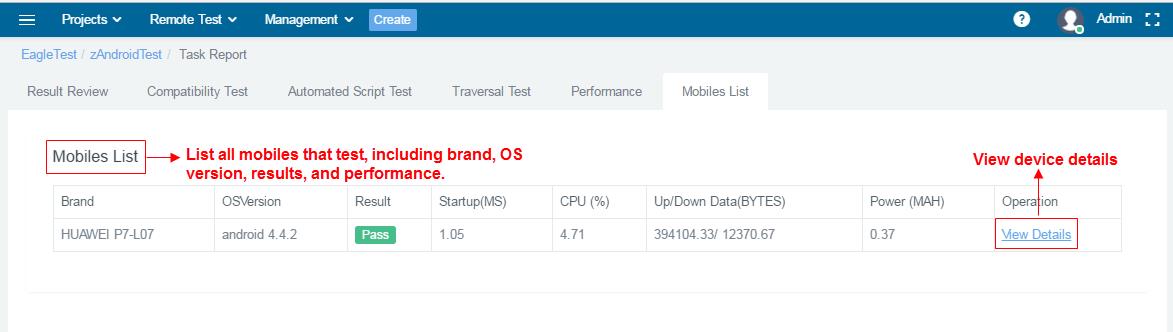 Projects Remote Test Management Create ? Admin
EagleTest / zAndroidTest / Task Report
Result Review Compatibility Test Automated Script Test Traversal Test Performance Mobiles List
Mobiles List
List all mobiles that test, including brand, OS
version, results, and performance.
View device details
Brand OSVersion Result Startup(MS) CPU (%) Up/Down Data(BYTES) Power (MAH) Operation
HUAWEI P7-L07 android 4.4.2 Pass 1.05 4.71 394104.33/ 12370.67 0.37 View Details